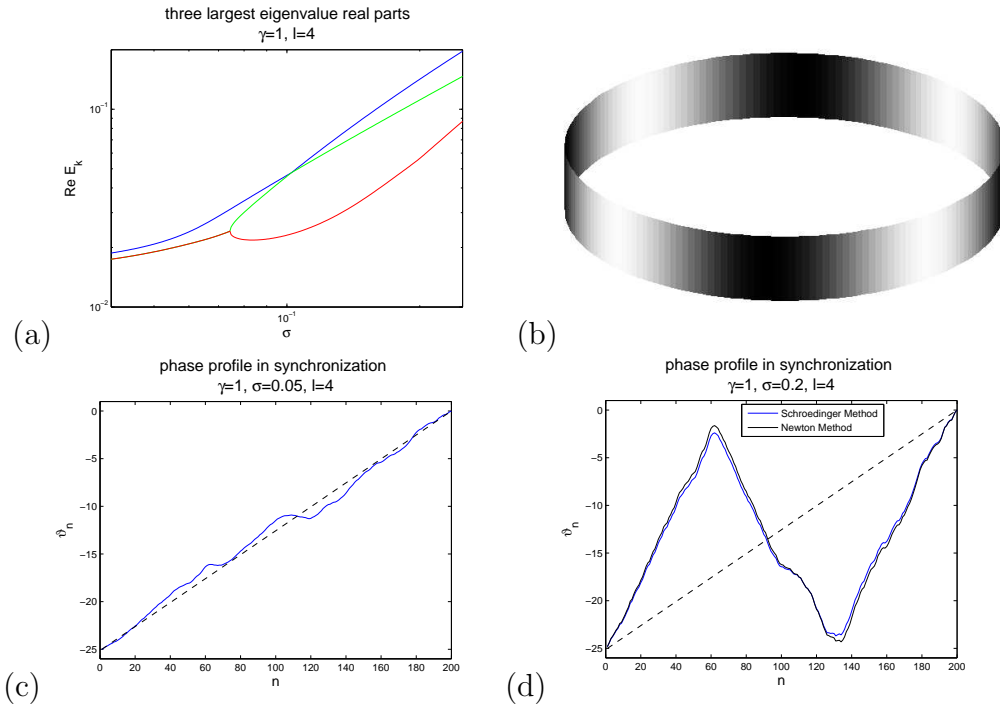 three largest eigenvalue real parts
γ=1, l=4
10⁻¹
Re E_k
10⁻²
10⁻¹
σ
(a)
(b)
phase profile in synchronization
γ=1, σ=0.05, l=4
0
−5
−10
−15
−20
−25
ϑ_n
0 20 40 60 80 100 120 140 160 180 200
n
(c)
phase profile in synchronization
γ=1, σ=0.2, l=4
Schroedinger Method
Newton Method
0
−5
−10
−15
−20
−25
ϑ_n
0 20 40 60 80 100 120 140 160 180 200
n
(d)